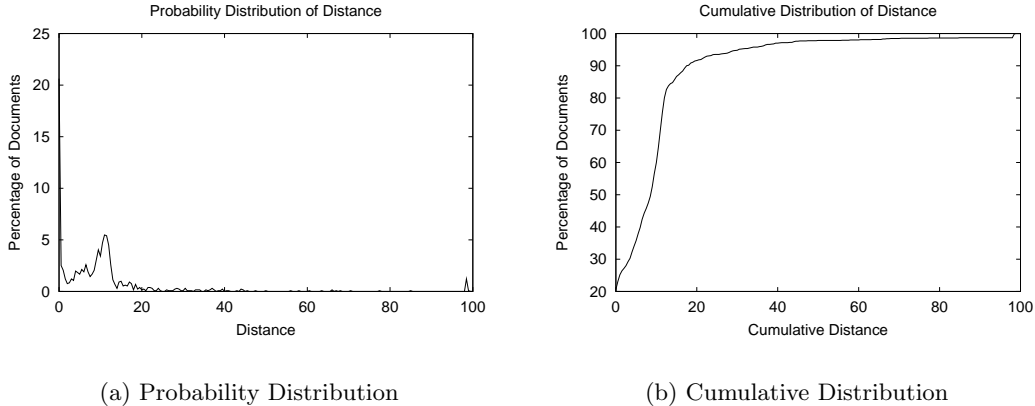 Probability Distribution of Distance
25
20
15
10
5
0
0 20 40 60 80 100
Percentage of Documents
Distance
(a) Probability Distribution
Cumulative Distribution of Distance
100
90
80
70
60
50
40
30
20
0 20 40 60 80 100
Percentage of Documents
Cumulative Distance
(b) Cumulative Distribution